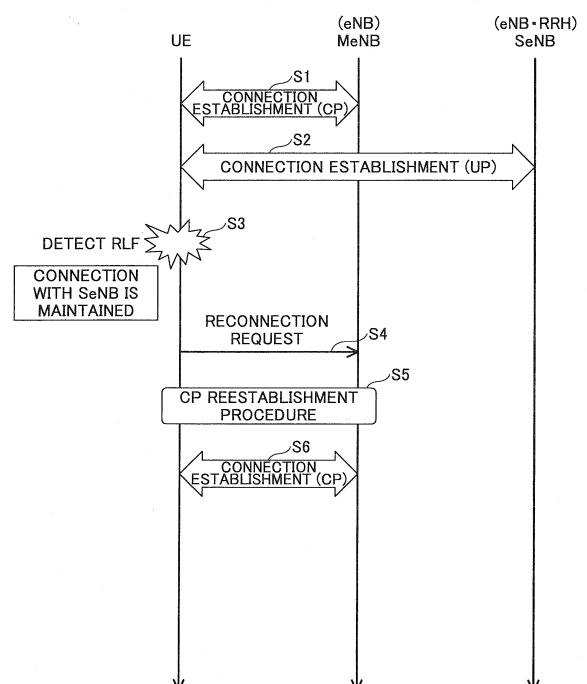 (eNB)
(eNB・RRH)
UE
MeNB
SeNB
S1
CONNECTION
ESTABLISHMENT (CP)
S2
CONNECTION ESTABLISHMENT (UP)
S3
DETECT RLF
CONNECTION
WITH SeNB IS
MAINTAINED
RECONNECTION
REQUEST
S4
S5
CP REESTABLISHMENT
PROCEDURE
S6
CONNECTION
ESTABLISHMENT (CP)